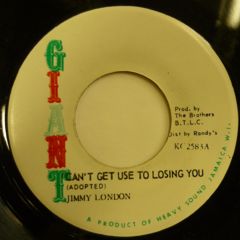 GIANT
Prod. by
The Brothers
B.T.L.C.
Dist by Randy's
KC 2583A
CAN'T GET USE TO LOSING YOU
(ADOPTED)
JIMMY LONDON
A PRODUCT OF HEAVY SOUND JAMAICA W.I.